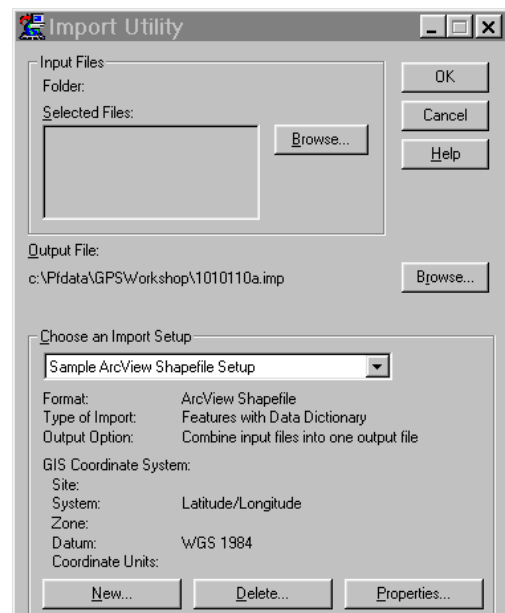 Import Utility
Input Files
Folder:
Selected Files:
Browse...
OK
Cancel
Help
Output File:
c:\Pfdata\GPSWorkshop\1010110a.imp
Browse...
Choose an Import Setup
Sample ArcView Shapefile Setup
Format: ArcView Shapefile
Type of Import: Features with Data Dictionary
Output Option: Combine input files into one output file
GIS Coordinate System:
Site:
System: Latitude/Longitude
Zone:
Datum: WGS 1984
Coordinate Units:
New... Delete... Properties...